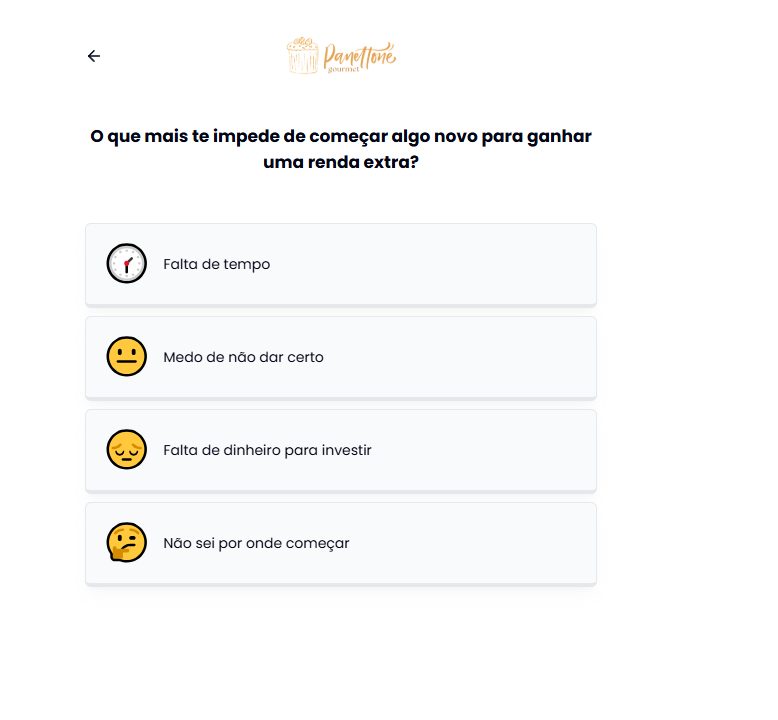 Panettone
gourmet
O que mais te impede de começar algo novo para ganhar
uma renda extra?
Falta de tempo
Medo de não dar certo
Falta de dinheiro para investir
Não sei por onde começar